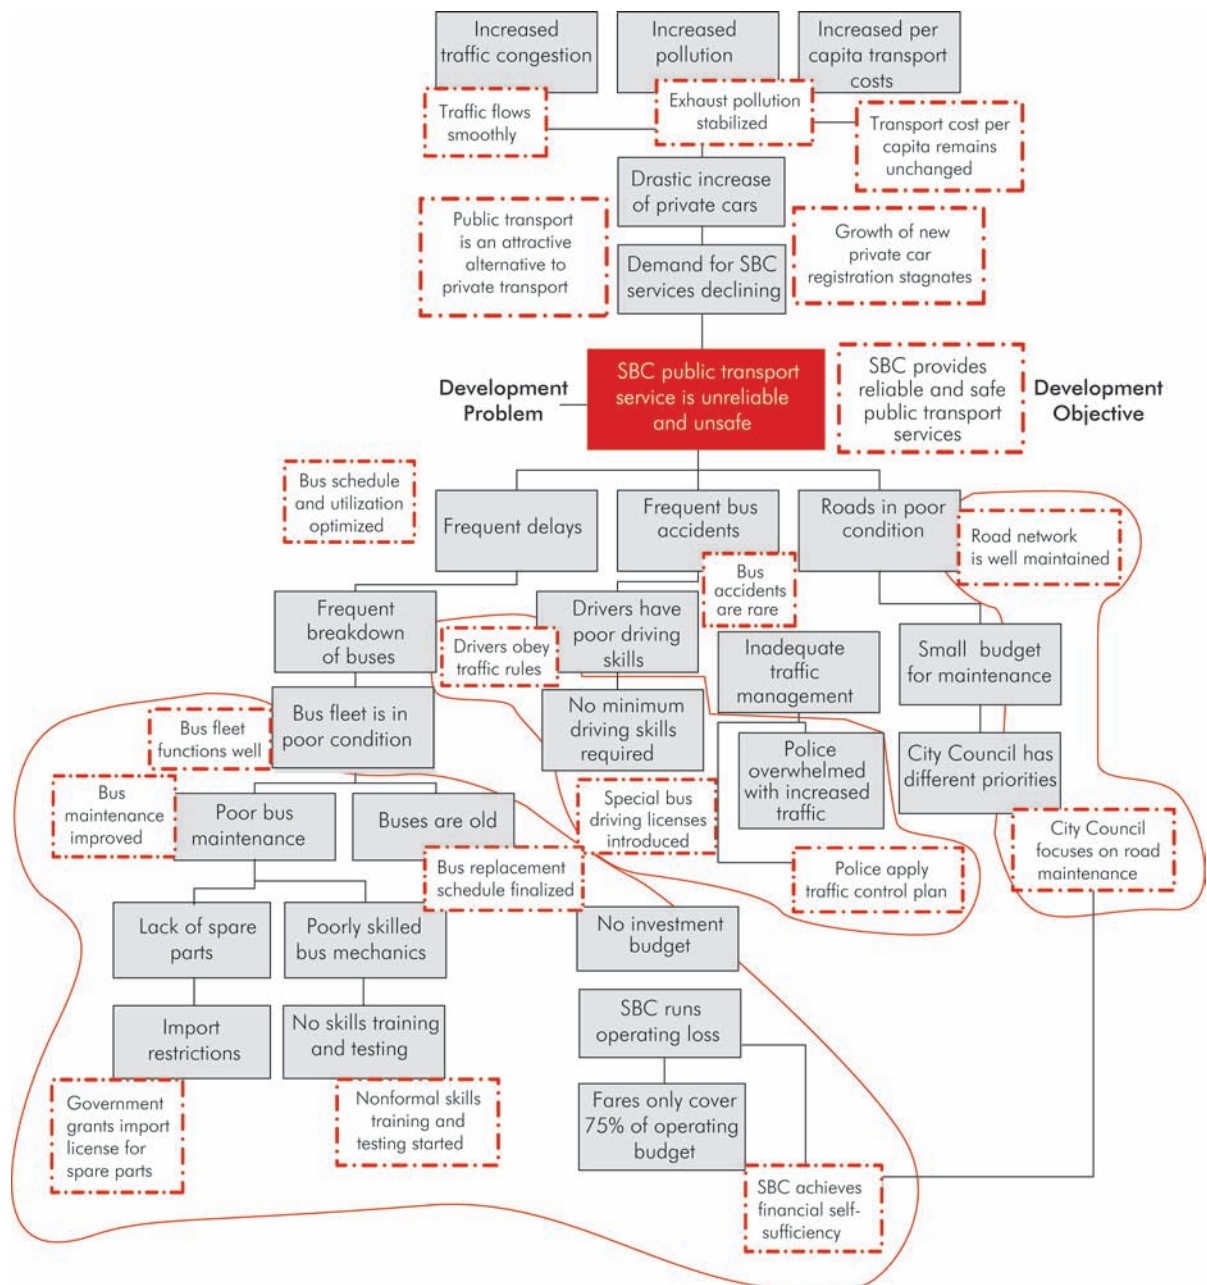 Increased
traffic congestion
Increased
pollution
Increased per
capita transport
costs
Traffic flows
smoothly
Exhaust pollution
stabilized
Transport cost per
capita remains
unchanged
Drastic increase
of private cars
Public transport
is an attractive
alternative to
private transport
Growth of new
private car
registration stagnates
Demand for SBC
services declining
Development
Problem
SBC public transport
service is unreliable
and unsafe
SBC provides
reliable and safe
public transport
services
Development
Objective
Bus schedule
and utilization
optimized
Frequent delays
Frequent bus
accidents
Roads in poor
condition
Road network
is well maintained
Bus
accidents
are rare
Frequent
breakdown
of buses
Drivers obey
traffic rules
Drivers have
poor driving
skills
Inadequate
traffic
management
Small budget
for maintenance
Bus fleet
functions well
Bus fleet is in
poor condition
No minimum
driving skills
required
Police
overwhelmed
with increased
traffic
City Council has
different priorities
Bus
maintenance
improved
Poor bus
maintenance
Buses are old
Special bus
driving licenses
introduced
City Council
focuses on road
maintenance
Bus replacement
schedule finalized
Police apply
traffic control plan
Lack of spare
parts
Poorly skilled
bus mechanics
No investment
budget
Import
restrictions
No skills training
and testing
SBC runs
operating loss
Government
grants import
license for
spare parts
Nonformal skills
training and
testing started
Fares only cover
75% of operating
budget
SBC achieves
financial self-
sufficiency